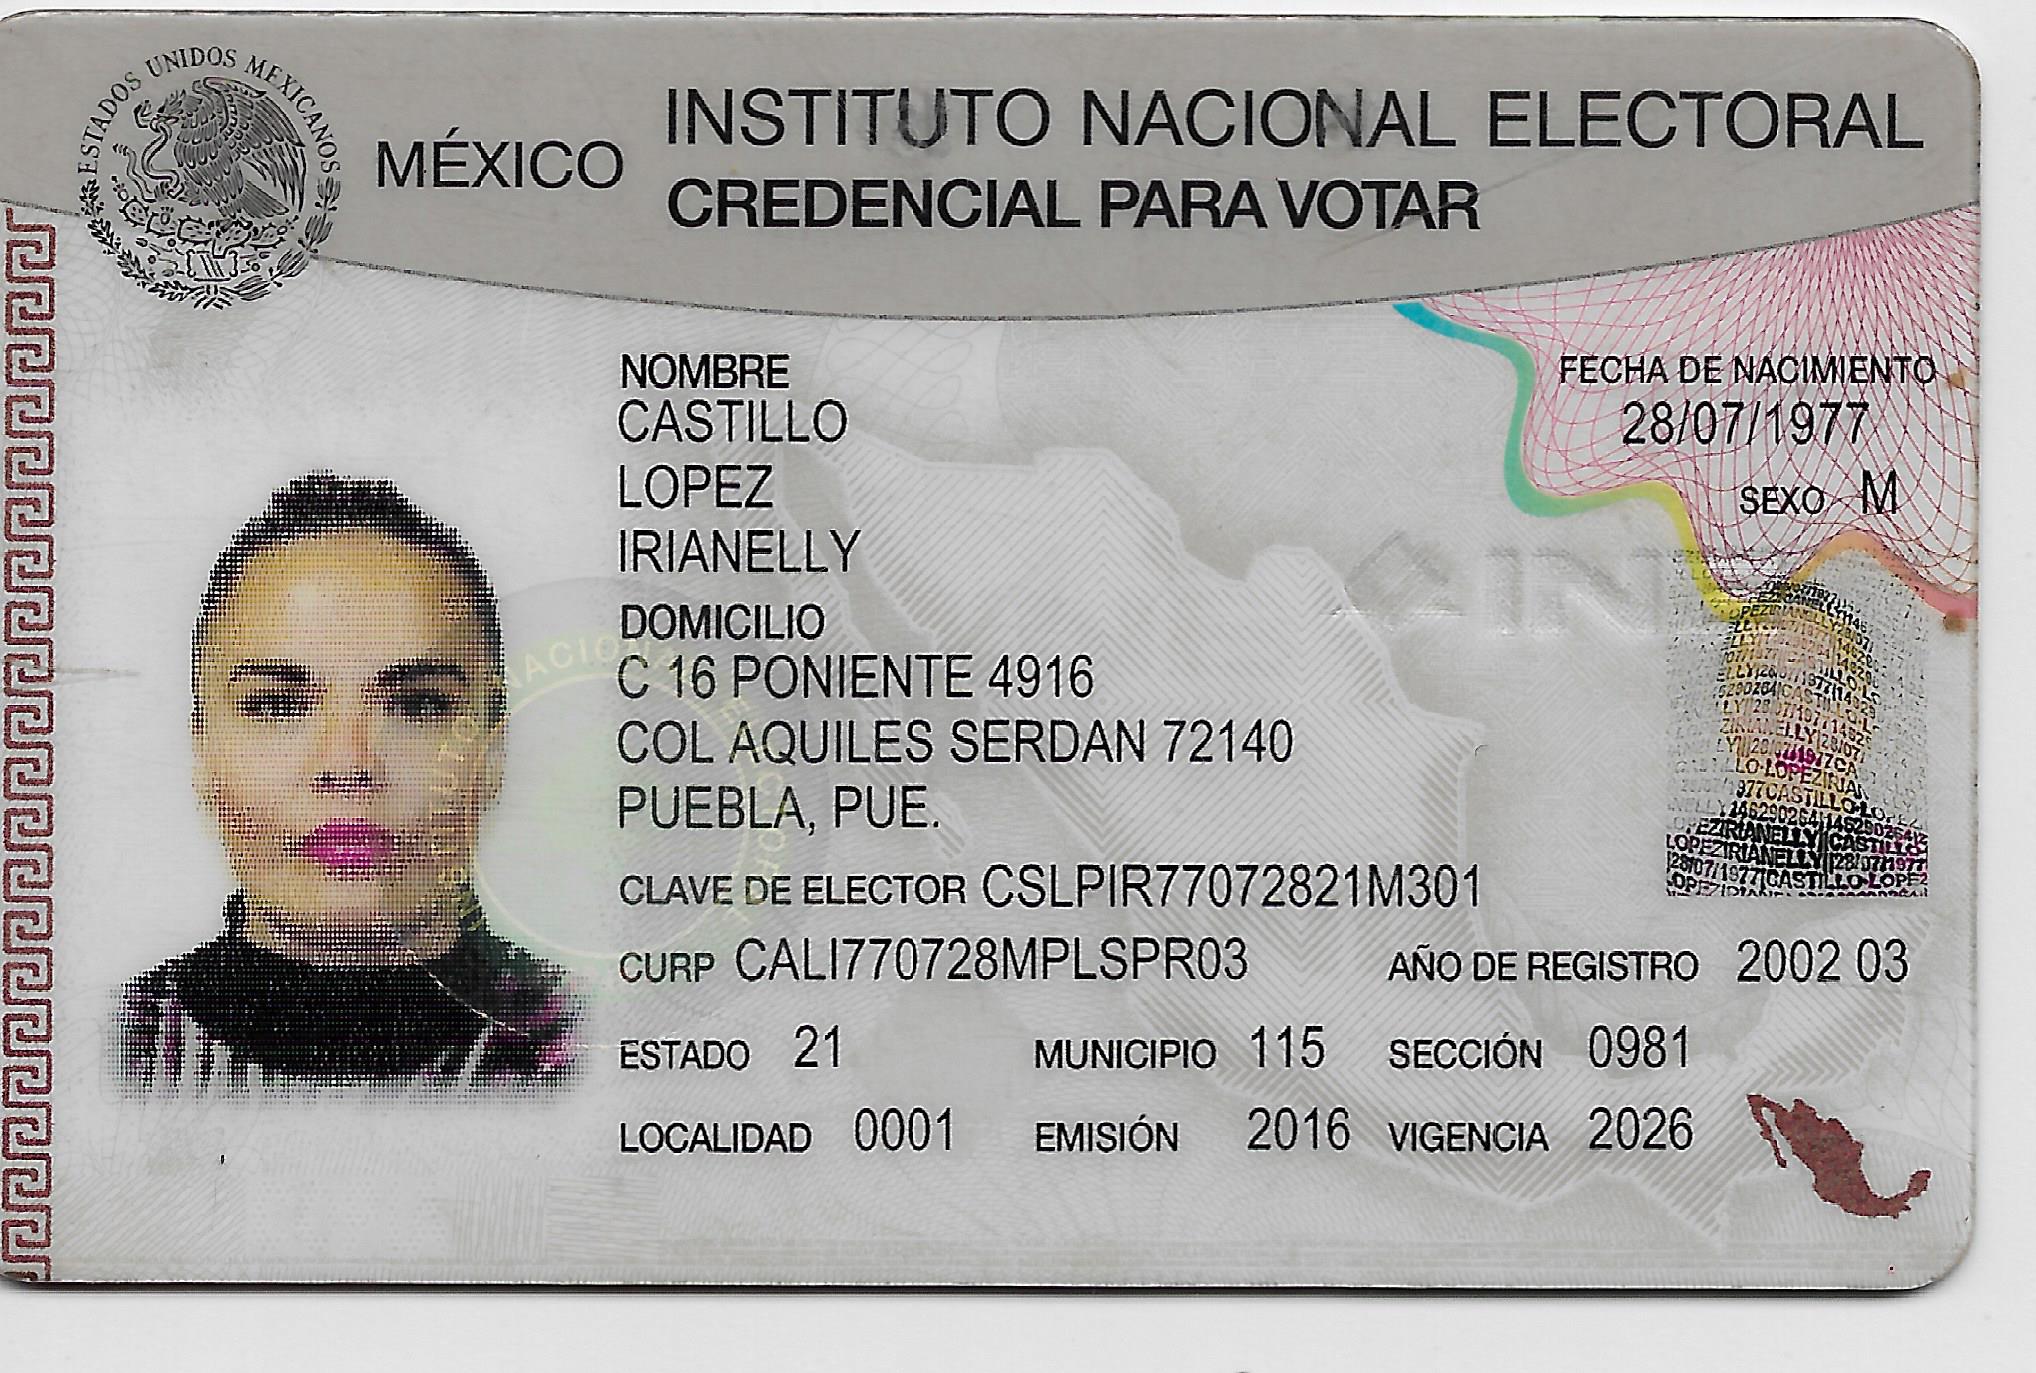 ESTADOS UNIDOS MEXICANOS
MÉXICO
INSTITUTO NACIONAL ELECTORAL
CREDENCIAL PARA VOTAR
NOMBRE
CASTILLO
LOPEZ
IRIANELLY
FECHA DE NACIMIENTO
28/07/1977
SEXO M
DOMICILIO
C 16 PONIENTE 4916
COL AQUILES SERDAN 72140
PUEBLA, PUE.
CLAVE DE ELECTOR CSLPIR77072821M301
CURP CALI770728MPLSPR03 AÑO DE REGISTRO 2002 03
ESTADO 21 MUNICIPIO 115 SECCIÓN 0981
LOCALIDAD 0001 EMISIÓN 2016 VIGENCIA 2026